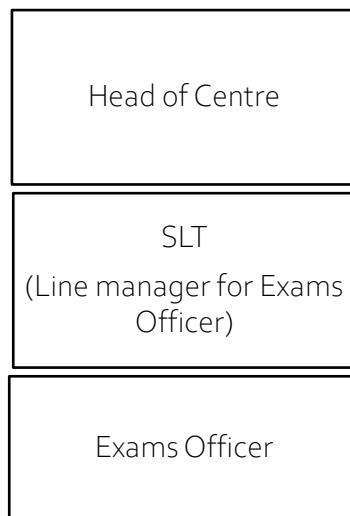 Head of Centre
SLT
(Line manager for Exams
Officer)
Exams Officer